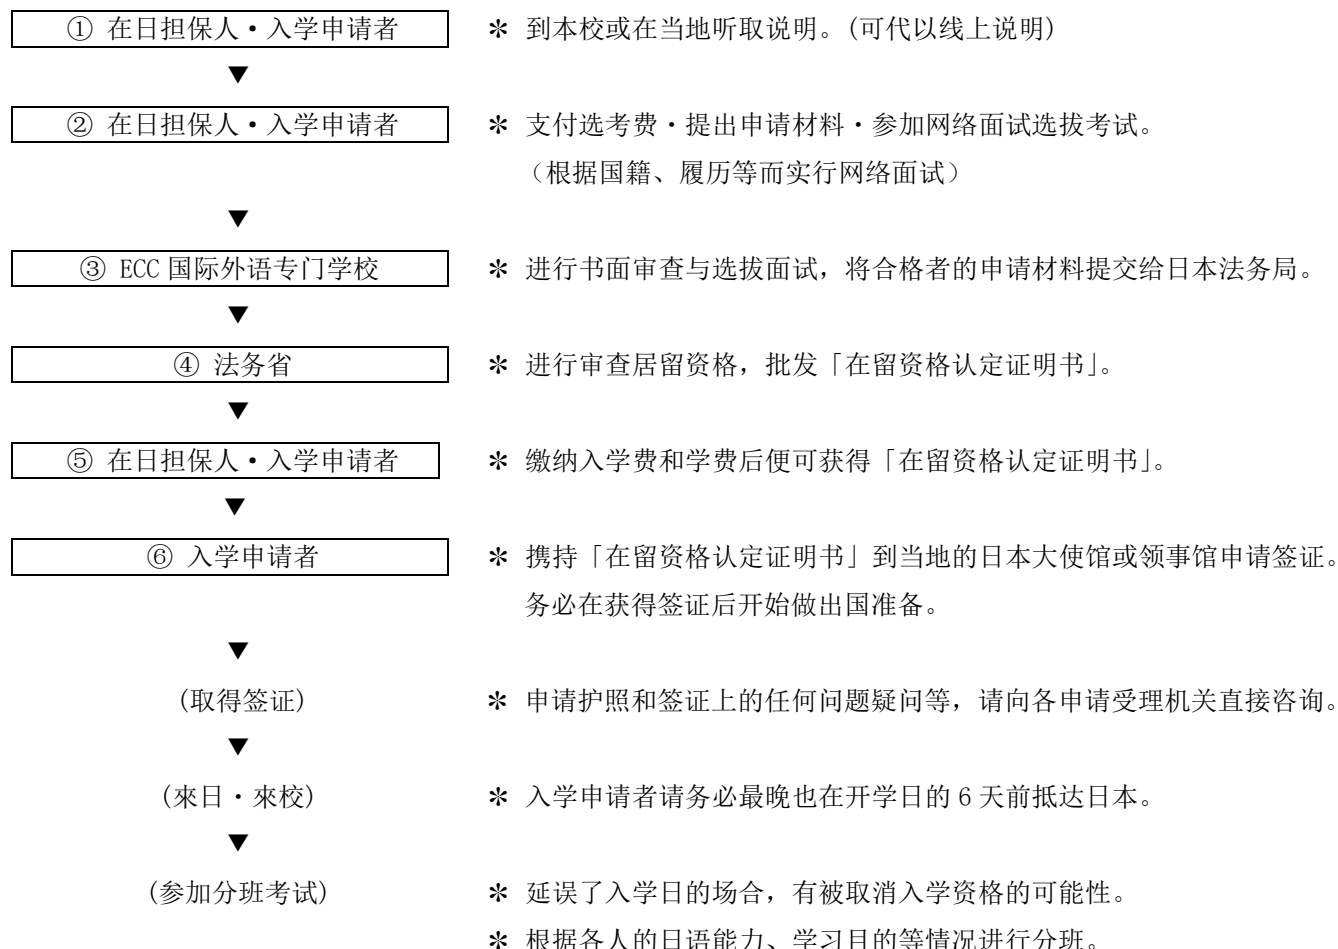 ① 在日担保人・入学申请者 ＊ 到本校或在当地听取说明。(可代以线上说明)
▼
② 在日担保人・入学申请者 ＊ 支付选考费・提出申请材料・参加网络面试选拔考试。
（根据国籍、履历等而实行网络面试）
▼
③ ECC 国际外语专门学校 ＊ 进行书面审查与选拔面试，将合格者的申请材料提交给日本法务局。
▼
④ 法务省 ＊ 进行审查居留资格，批发「在留资格认定证明书」。
▼
⑤ 在日担保人・入学申请者 ＊ 缴纳入学费和学费后便可获得「在留资格认定证明书」。
▼
⑥ 入学申请者 ＊ 携持「在留资格认定证明书」到当地的日本大使馆或领事馆申请签证。
务必在获得签证后开始做出国准备。
▼
(取得签证) ＊ 申请护照和签证上的任何问题疑问等，请向各申请受理机关直接咨询。
▼
(來日・來校) ＊ 入学申请者请务必最晚也在开学日的 6 天前抵达日本。
▼
(参加分班考试) ＊ 延误了入学日的场合，有被取消入学资格的可能性。
＊ 根据各人的日语能力、学习目的等情况进行分班。